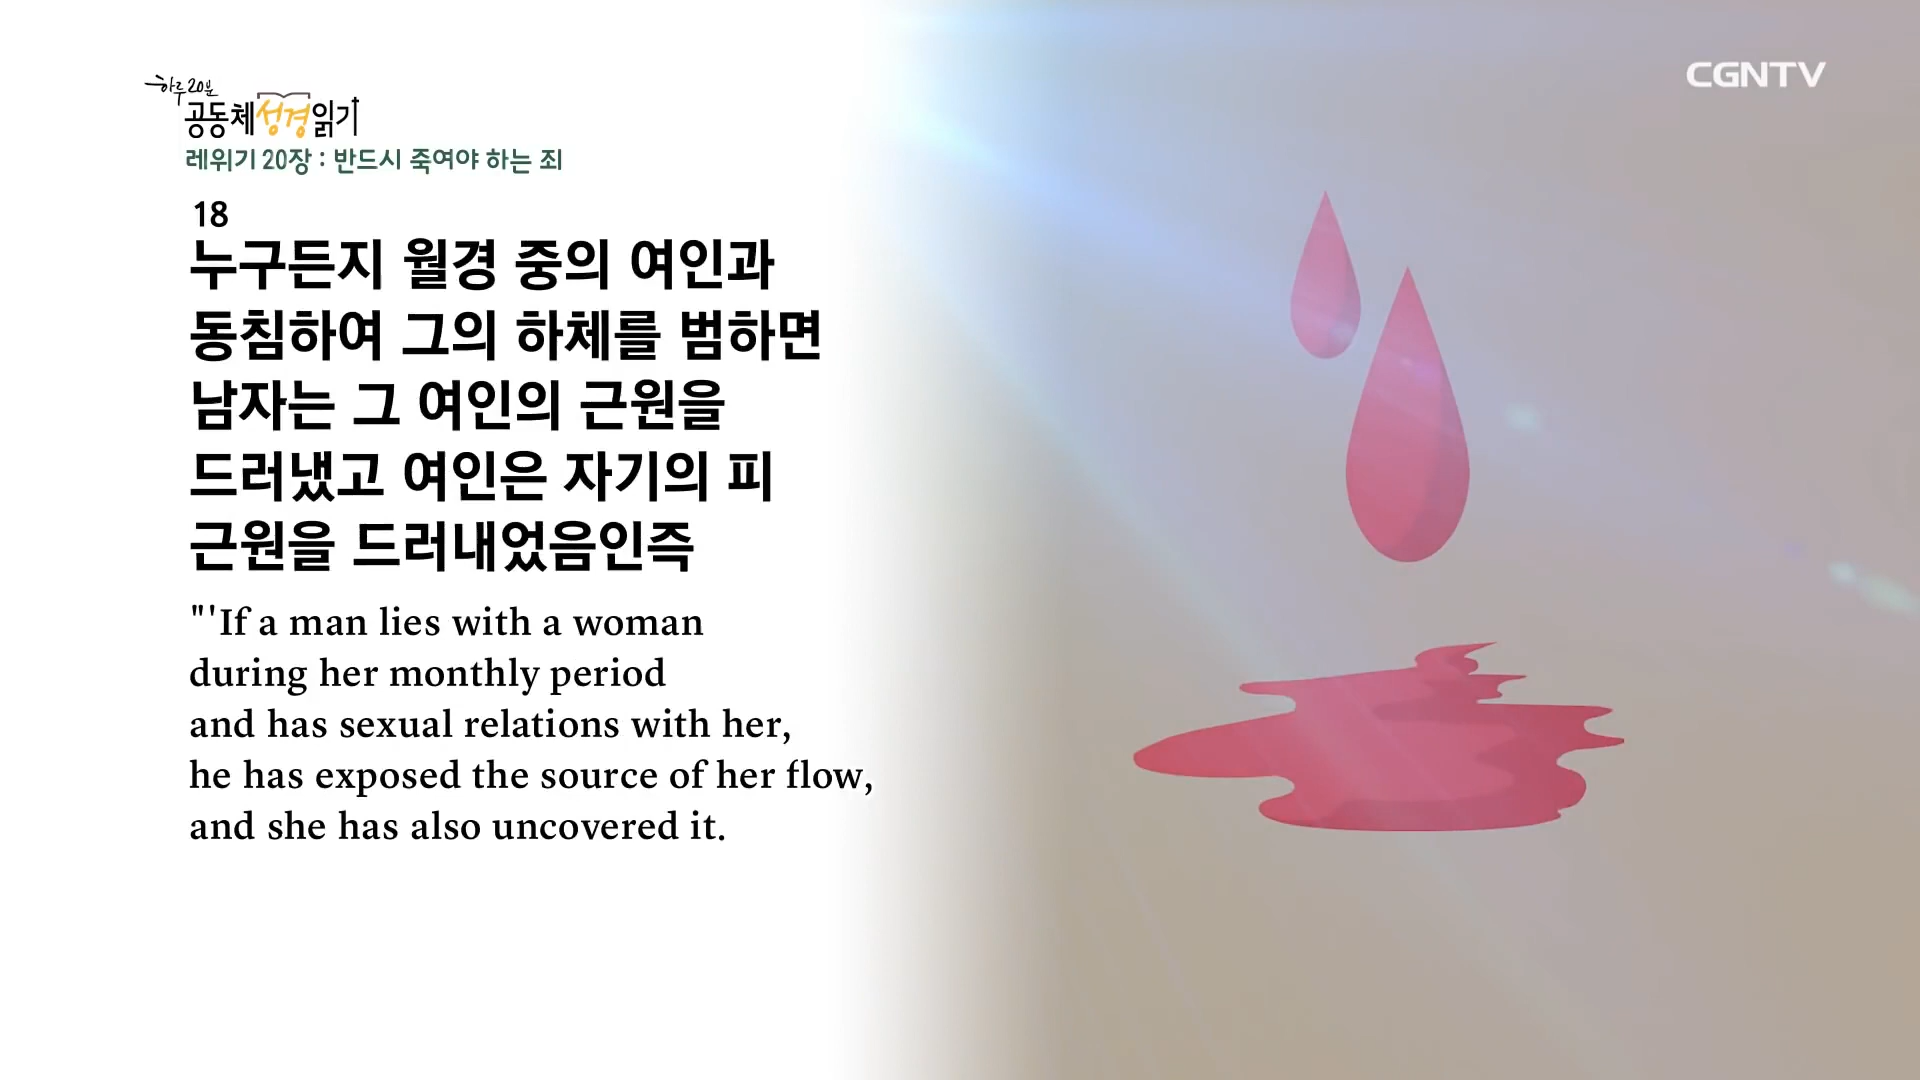 하루 20분
공동체성경읽기
CGNTV
레위기 20장 : 반드시 죽여야 하는 죄
18
누구든지 월경 중의 여인과
동침하여 그의 하체를 범하면
남자는 그 여인의 근원을
드러냈고 여인은 자기의 피
근원을 드러내었음인즉
"'If a man lies with a woman
during her monthly period
and has sexual relations with her,
he has exposed the source of her flow,
and she has also uncovered it.